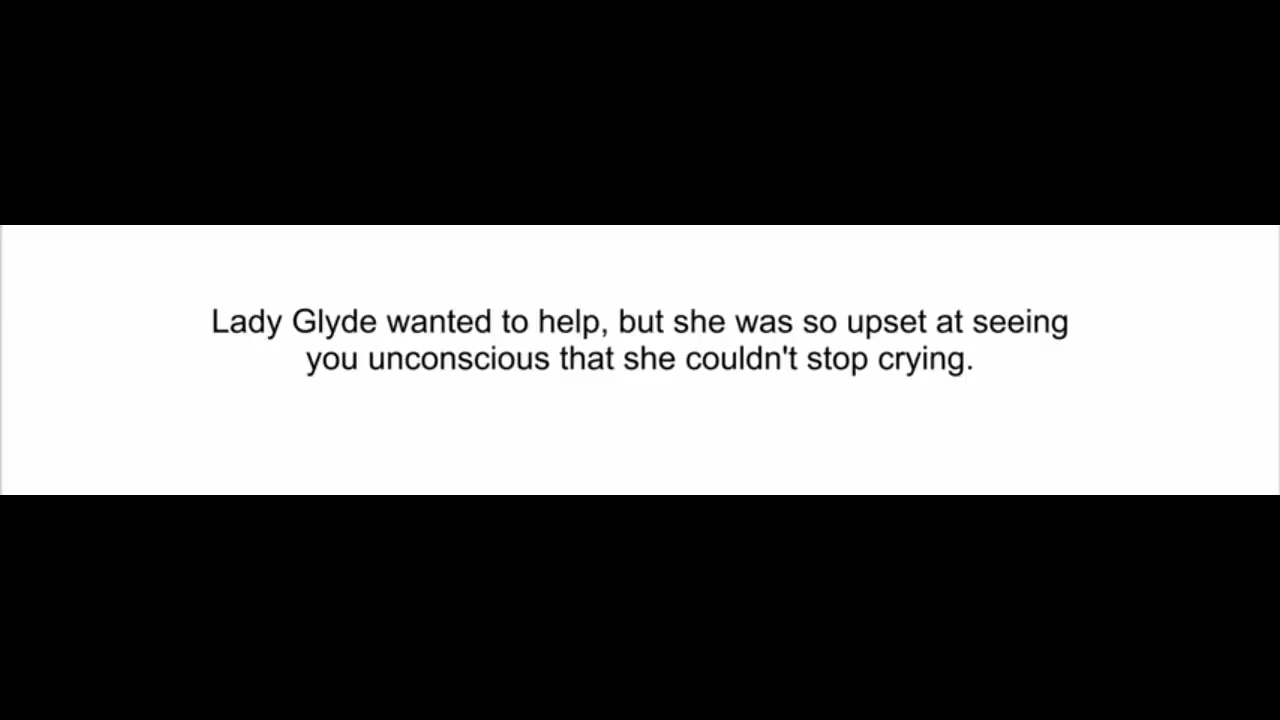 Lady Glyde wanted to help, but she was so upset at seeing
you unconscious that she couldn't stop crying.